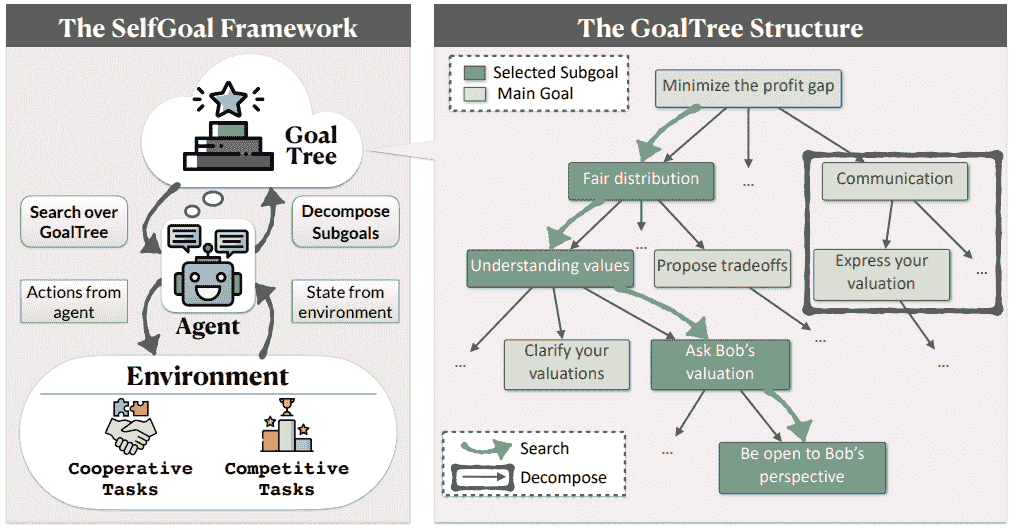 The SelfGoal Framework
Goal
Tree
Search over
GoalTree
Decompose
Subgoals
Actions from
agent
State from
environment
Agent
Environment
Cooperative
Tasks
Competitive
Tasks
The GoalTree Structure
Selected Subgoal
Main Goal
Minimize the profit gap
Fair distribution
...
Communication
...
Understanding values
Propose tradeoffs
Express your
valuation
...
...
Clarify your
valuations
Ask Bob's
valuation
...
...
Search
Decompose
...
Be open to Bob's
perspective